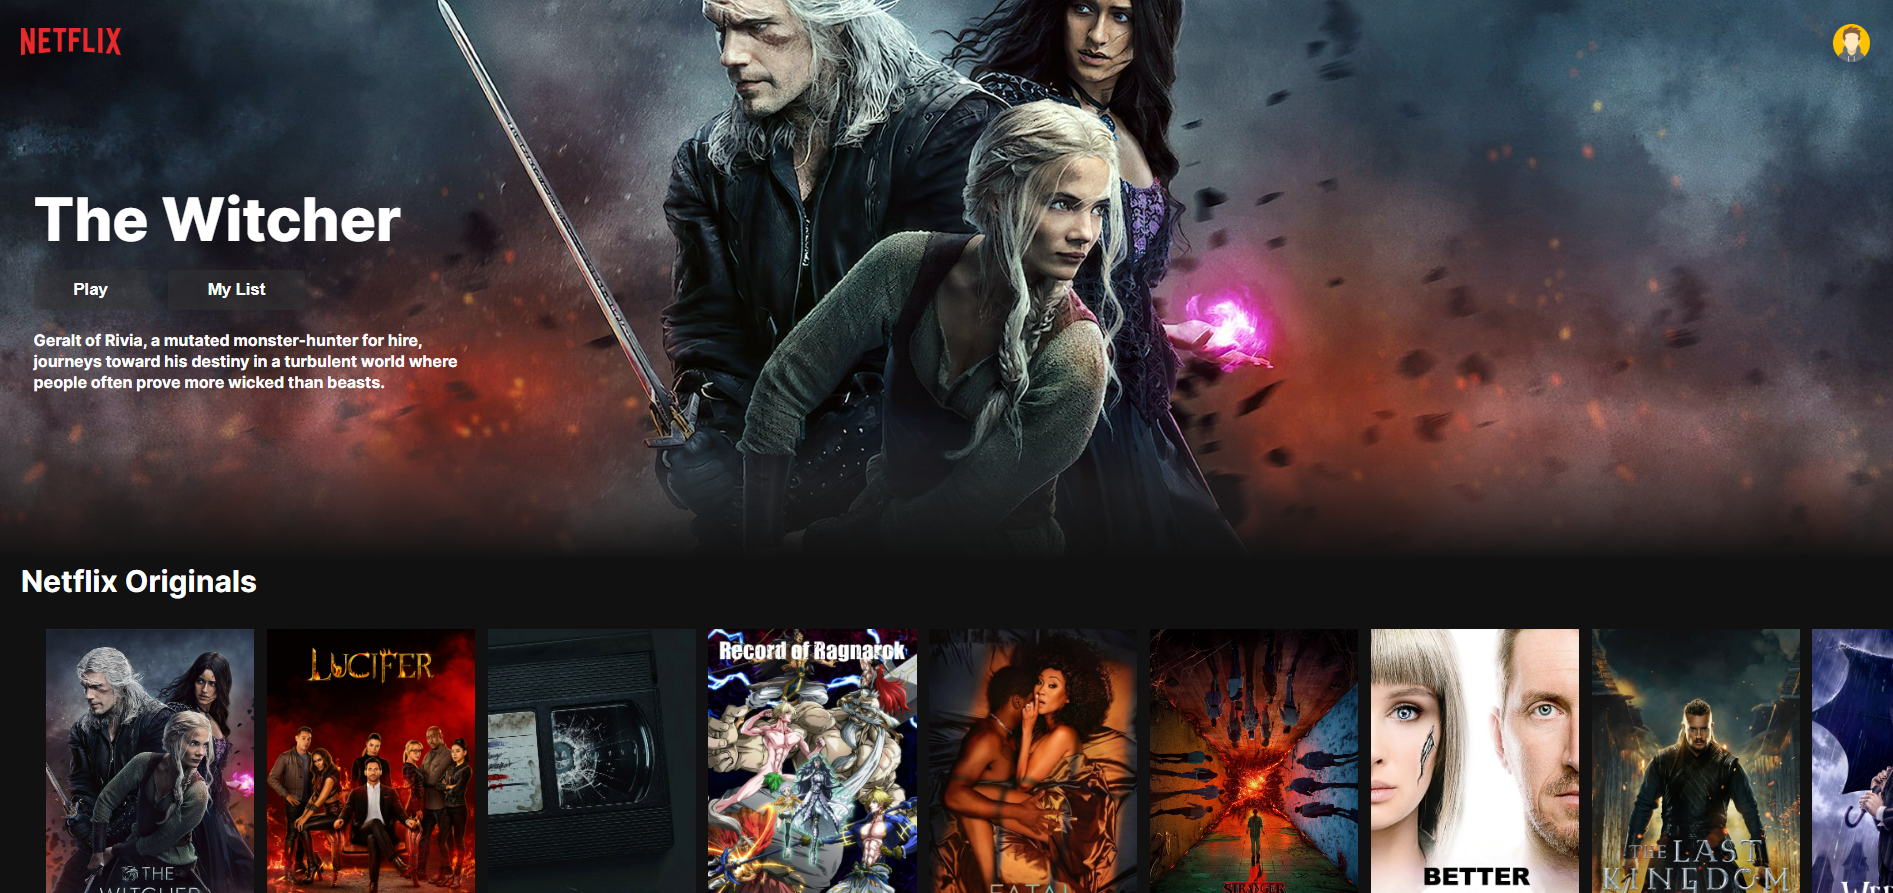 NETFLIX
The Witcher
Play
My List
Geralt of Rivia, a mutated monster-hunter for hire,
journeys toward his destiny in a turbulent world where
people often prove more wicked than beasts.
Netflix Originals
LUCIFER
Record of Ragnarok
THE
WITCHER
FATAL
STRANGER
BETTER
THE LAST
KINGDOM